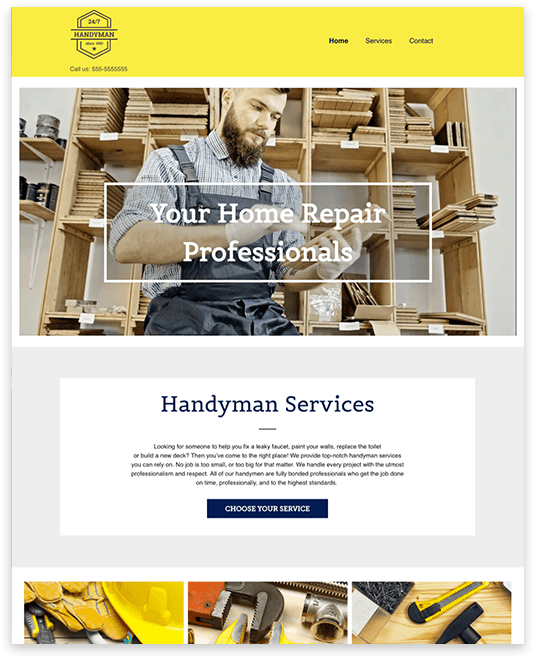 24/7
HANDYMAN
Call us: 555-5555555
Home Services Contact
Your Home Repair
Professionals
Handyman Services
Looking for someone to help you fix a leaky faucet, paint your walls, replace the toilet
or build a new deck? Then you've come to the right place! We provide top-notch handyman services
you can rely on. No job is too small, or too big for that matter. We handle every project with the utmost
professionalism and respect. All of our handymen are fully bonded professionals who get the job done
on time, professionally, and to the highest standards.
CHOOSE YOUR SERVICE